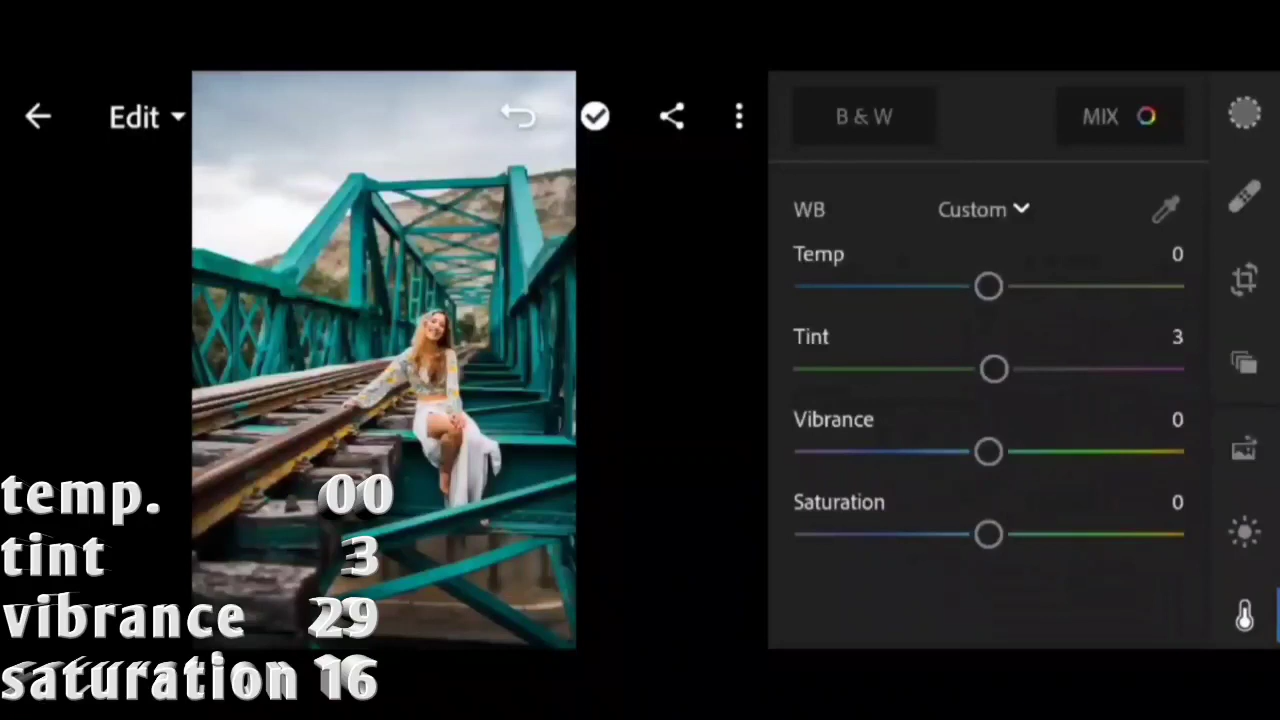 Edit
B & W
MIX
WB Custom
Temp 0
Tint 3
Vibrance 0
Saturation 0
temp. 00
tint 3
vibrance 29
saturation 16